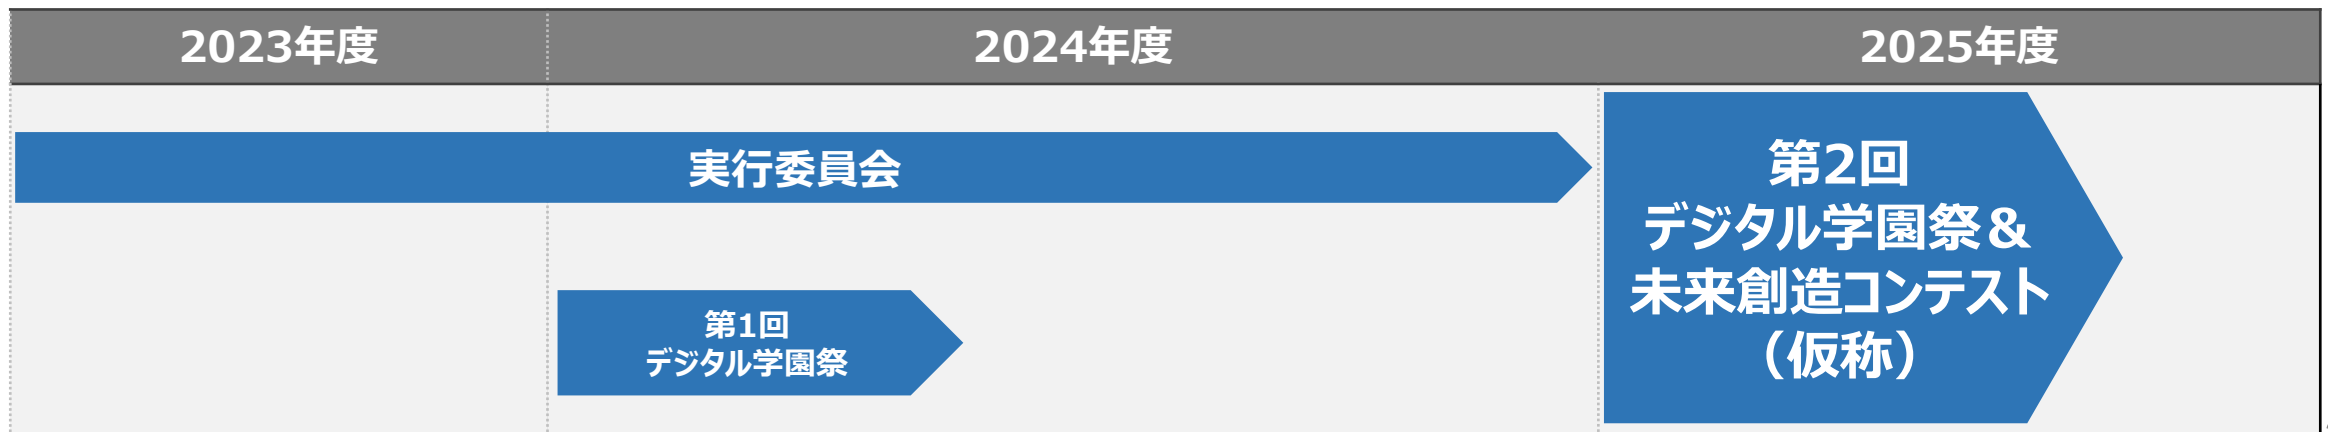 2023年度
2024年度
2025年度
実行委員会
第1回
デジタル学園祭
第2回
デジタル学園祭&
未来創造コンテスト
（仮称）